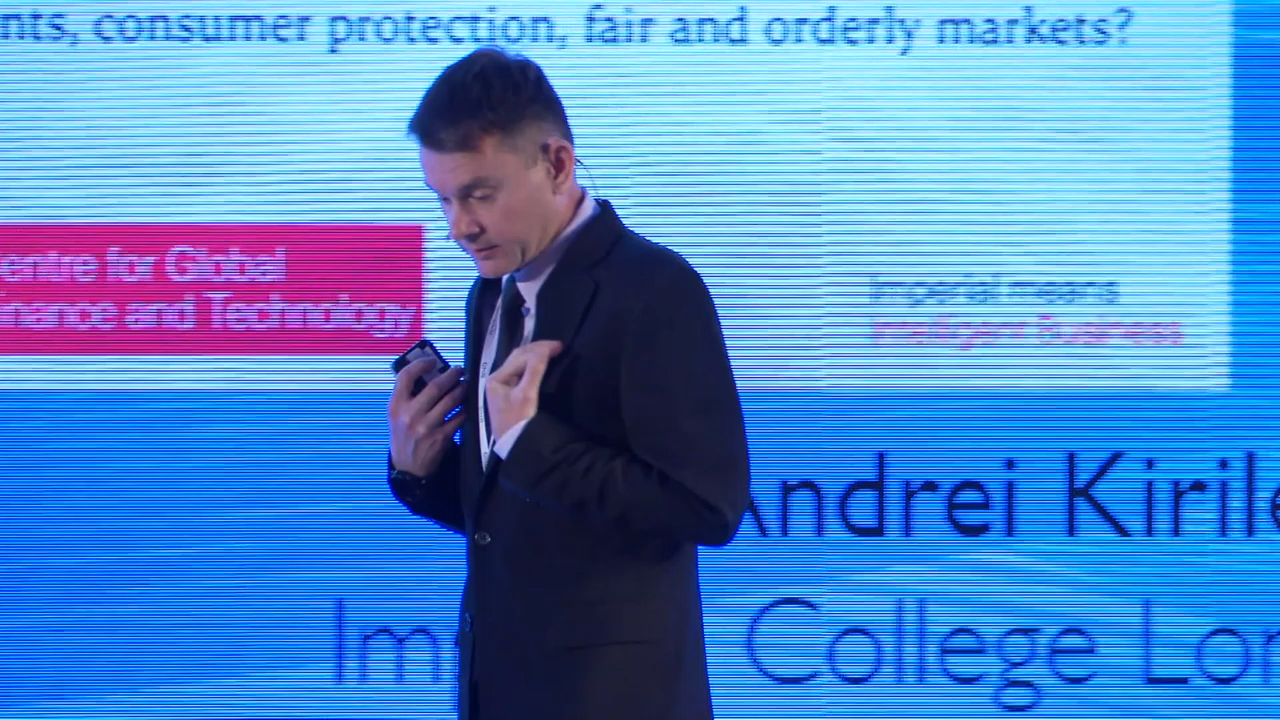 nts, consumer protection, fair and orderly markets?
entre for Global
inance and Technology
Imperial means
Intelligent Business
Andrei Kirile
Im College Lon